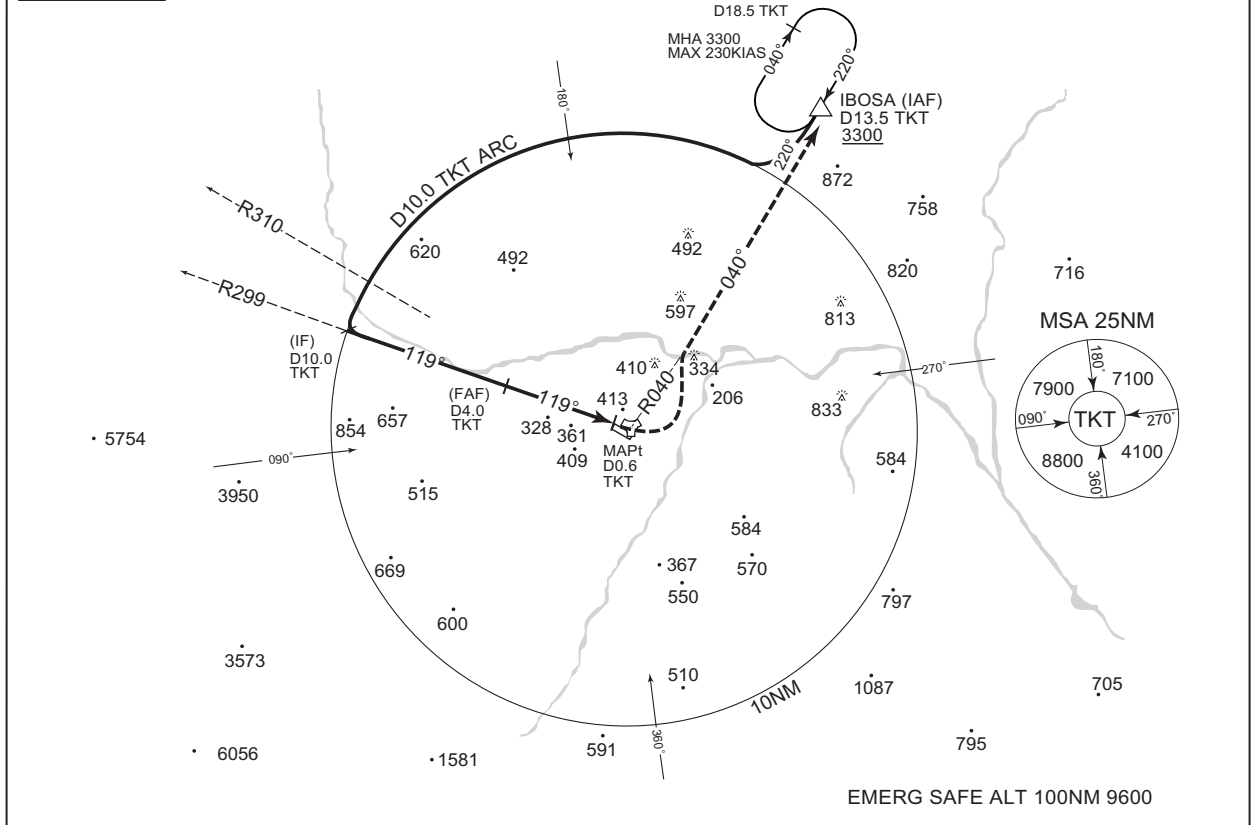 D18.5 TKT
MHA 3300
MAX 230KIAS
040°
220°
IBOSA (IAF)
D13.5 TKT
3300
180°
D10.0 TKT ARC
220°
872
758
R310
620
492
492
040°
820
716
R299
597
813
MSA 25NM
(IF)
D10.0
TKT
119°
410
334
270°
180°
7900
7100
(FAF)
D4.0
TKT
119°
413
R040
206
833
090°
TKT
270°
8800
4100
360°
854
657
328
361
409
MAPt
D0.6
TKT
5754
090°
3950
515
584
584
367
570
669
550
600
797
3573
510
10NM
1087
705
6056
1581
591
360°
795
EMERG SAFE ALT 100NM 9600